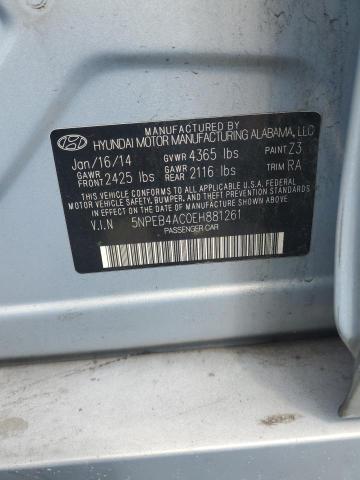 MANUFACTURED BY
HYUNDAI MOTOR MANUFACTURING ALABAMA, LLC
Jan/16/14 GVWR 4365 lbs PAINT Z3
GAWR FRONT 2425 lbs GAWR REAR 2116 lbs TRIM RA
THIS VEHICLE CONFORMS TO ALL APPLICABLE U.S.A. FEDERAL
MOTOR VEHICLE SAFETY, BUMPER, AND THEFT PREVENTION
STANDARDS IN EFFECT ON THE DATE OF MANUFACTURE SHOWN ABOVE.
V.I.N 5NPEB4AC0EH881261
PASSENGER CAR